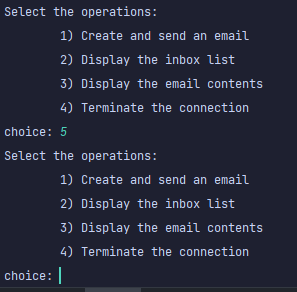 Select the operations:
1) Create and send an email
2) Display the inbox list
3) Display the email contents
4) Terminate the connection
choice: 5
Select the operations:
1) Create and send an email
2) Display the inbox list
3) Display the email contents
4) Terminate the connection
choice: